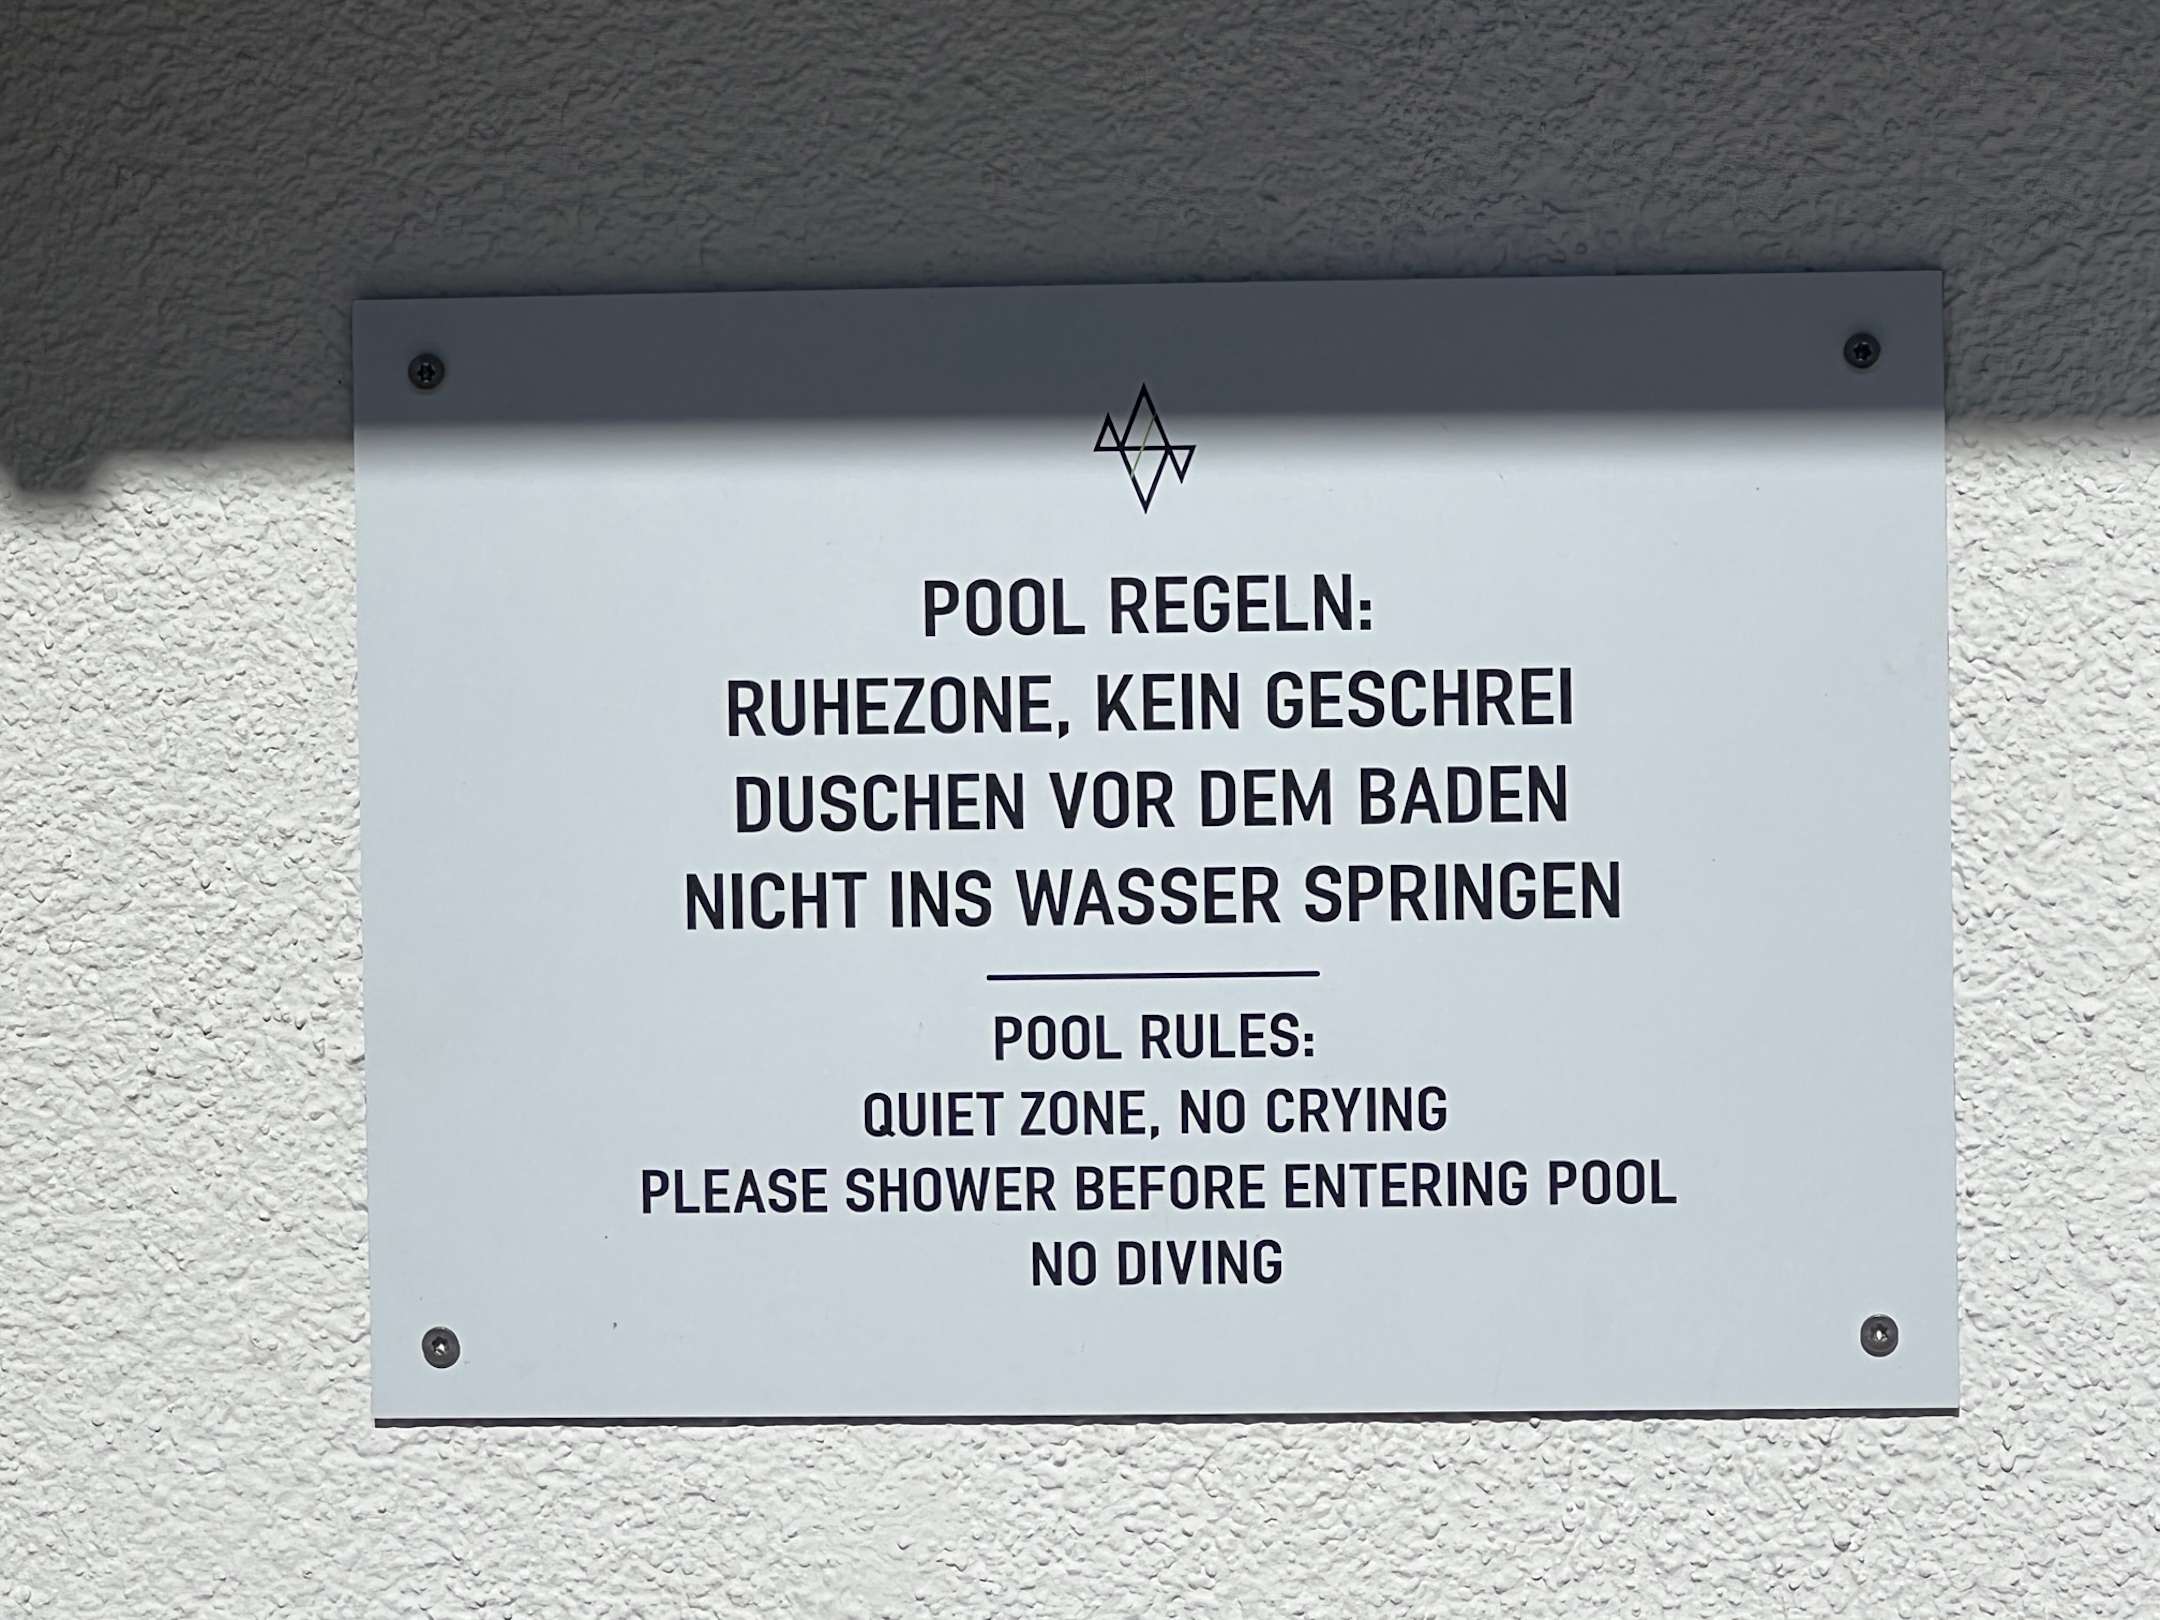 POOL REGELN:
RUHEZONE, KEIN GESCHREI
DUSCHEN VOR DEM BADEN
NICHT INS WASSER SPRINGEN
POOL RULES:
QUIET ZONE, NO CRYING
PLEASE SHOWER BEFORE ENTERING POOL
NO DIVING